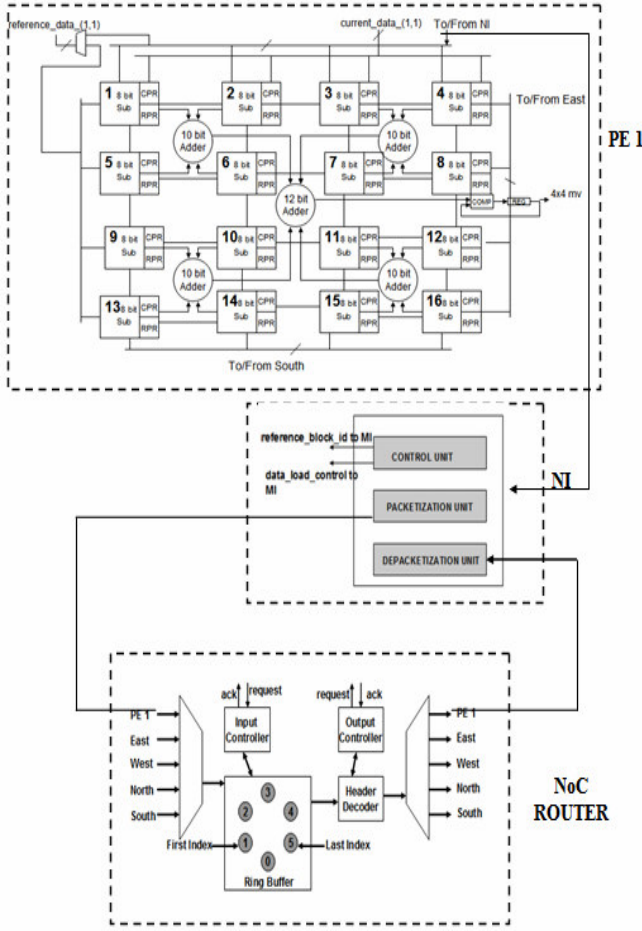 reference_data_(1,1)
current_data_(1,1)
To/From NI
1 8 bit Sub CPR RPR
2 8 bit Sub CPR RPR
3 8 bit Sub CPR RPR
4 8 bit Sub CPR RPR
To/From East
PE 1
10 bit Adder
10 bit Adder
5 8 bit Sub CPR RPR
6 8 bit Sub CPR RPR
7 8 bit Sub CPR RPR
8 8 bit Sub CPR RPR
12 bit Adder
COMP
REG
4x4 mv
9 8 bit Sub CPR RPR
10 8 bit Sub CPR RPR
11 8 bit Sub CPR RPR
12 8 bit Sub CPR RPR
10 bit Adder
10 bit Adder
13 8 bit Sub CPR RPR
14 8 bit Sub CPR RPR
15 8 bit Sub CPR RPR
16 8 bit Sub CPR RPR
To/From South
reference_block_id to MI
CONTROL UNIT
data_load_control to
MI
NI
PACKETIZATION UNIT
DEPACKETIZATION UNIT
ack
request
request
ack
PE 1
East
West
North
South
Input
Controller
Output
Controller
PE 1
East
West
North
South
3
2
4
1
5
0
Header
Decoder
First Index
Last Index
Ring Buffer
NoC
ROUTER